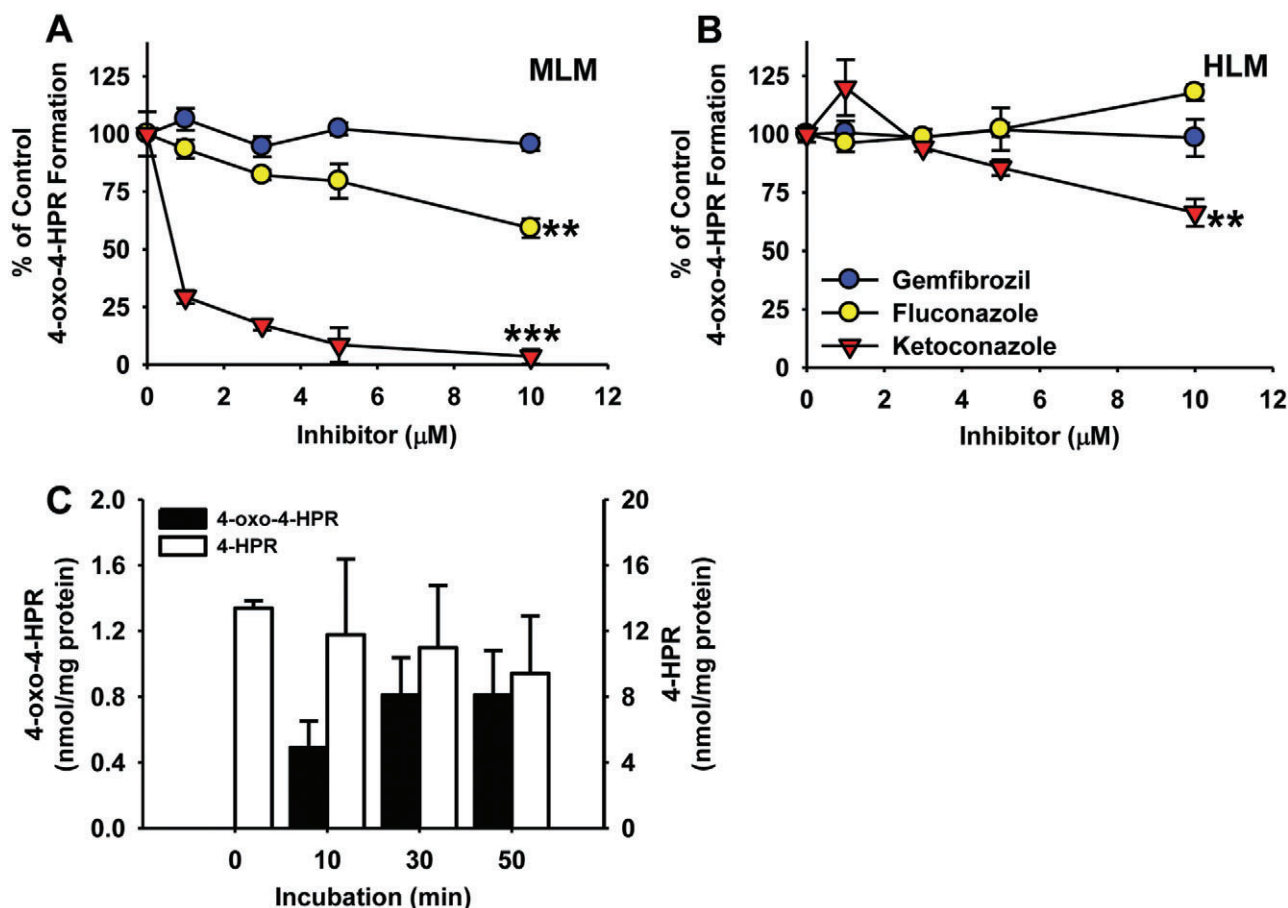 A
MLM
% of Control
4-oxo-4-HPR Formation
125
100
75
50
25
0
**
***
0 2 4 6 8 10 12
Inhibitor (μM)
B
HLM
% of Control
4-oxo-4-HPR Formation
125
100
75
50
25
0
**
Gemfibrozil
Fluconazole
Ketoconazole
0 2 4 6 8 10 12
Inhibitor (μM)
C
4-oxo-4-HPR
4-HPR
4-oxo-4-HPR
(nmol/mg protein)
2.0
1.6
1.2
0.8
0.4
0.0
20
16
12
8
4
0
4-HPR
(nmol/mg protein)
0 10 30 50
Incubation (min)